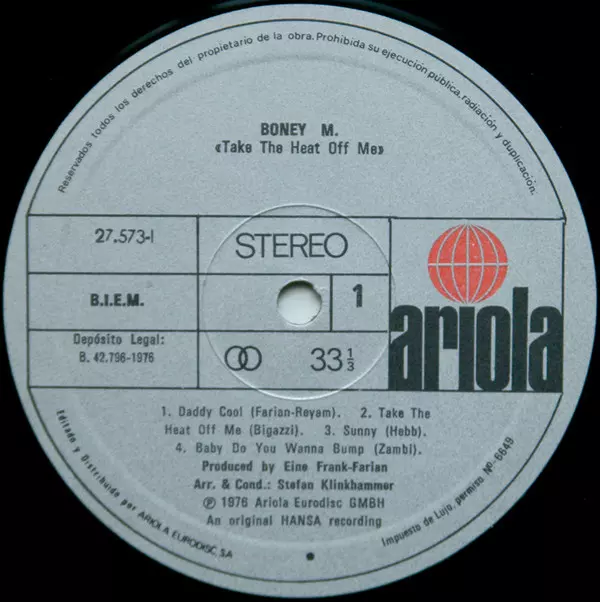 Reservados todos los derechos del propietario de la obra. Prohibida su ejecución pública, radiación y duplicación.
BONEY M.
«Take The Heat Off Me»
27.573-I
STEREO
B.I.E.M.
1
ariola
Depósito Legal:
B. 42.796-1976
33 1/3
1. Daddy Cool (Farian-Reyam). 2. Take The
Heat Off Me (Bigazzi). 3. Sunny (Hebb).
4. Baby Do You Wanna Bump (Zambi).
Produced by Eine Frank-Farian
Arr. & Cond.: Stefan Klinkhammer
Ⓟ 1976 Ariola Eurodisc GMBH
An original HANSA recording
Editado y Distribuido por ARIOLA EURODISC, SA
Impuesto de Lujo, permiso Nº-6649